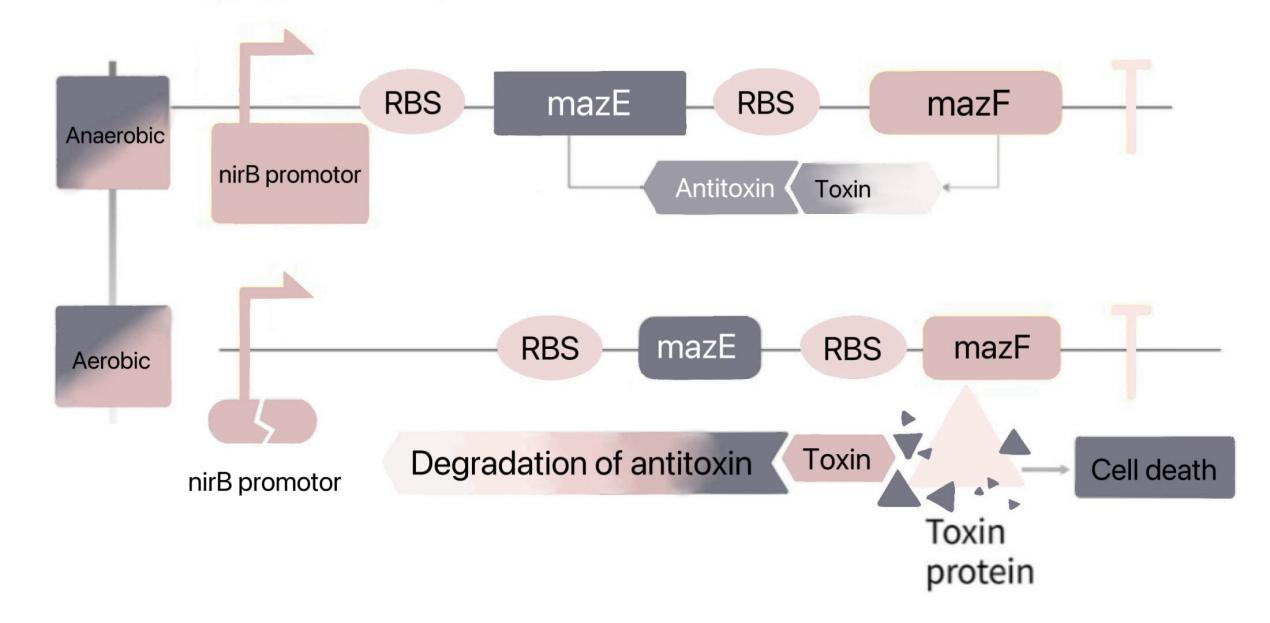 Anaerobic
nirB promotor
RBS
mazE
RBS
mazF
Antitoxin
Toxin
Aerobic
nirB promotor
RBS
mazE
RBS
mazF
Degradation of antitoxin
Toxin
Toxin
protein
Cell death